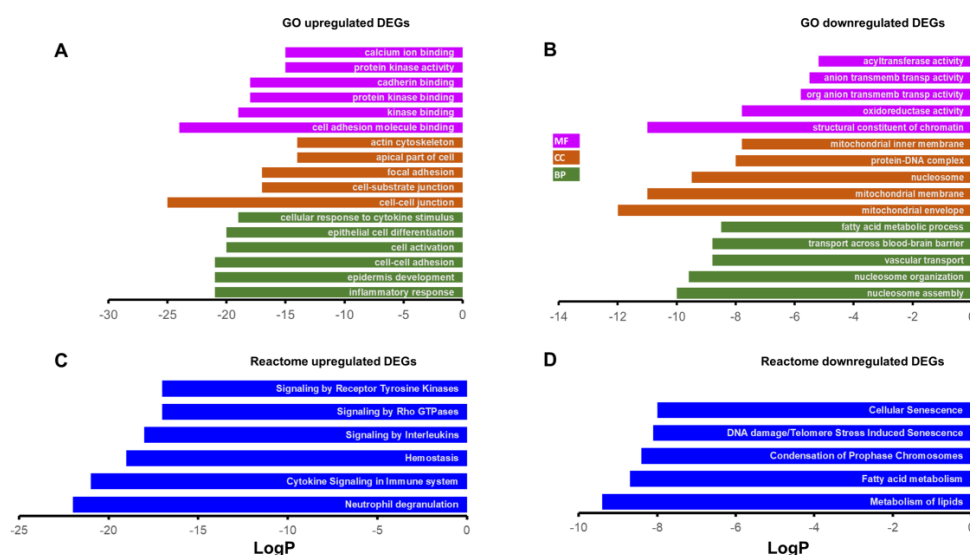 GO upregulated DEGs
A
calcium ion binding
protein kinase activity
cadherin binding
protein kinase binding
kinase binding
cell adhesion molecule binding
actin cytoskeleton
apical part of cell
focal adhesion
cell-substrate junction
cell-cell junction
cellular response to cytokine stimulus
epithelial cell differentiation
cell activation
cell-cell adhesion
epidermis development
inflammatory response
-30 -25 -20 -15 -10 -5 0
GO downregulated DEGs
B
acyltransferase activity
anion transmemb transp activity
org anion transmemb transp activity
oxidoreductase activity
structural constituent of chromatin
MF
CC
BP
mitochondrial inner membrane
protein-DNA complex
nucleosome
mitochondrial membrane
mitochondrial envelope
fatty acid metabolic process
transport across blood-brain barrier
vascular transport
nucleosome organization
nucleosome assembly
-14 -12 -10 -8 -6 -4 -2 0
C
Reactome upregulated DEGs
Signaling by Receptor Tyrosine Kinases
Signaling by Rho GTPases
Signaling by Interleukins
Hemostasis
Cytokine Signaling in Immune system
Neutrophil degranulation
-25 -20 -15 -10 -5 0
LogP
D
Reactome downregulated DEGs
Cellular Senescence
DNA damage/Telomere Stress Induced Senescence
Condensation of Prophase Chromosomes
Fatty acid metabolism
Metabolism of lipids
-10 -8 -6 -4 -2 0
LogP